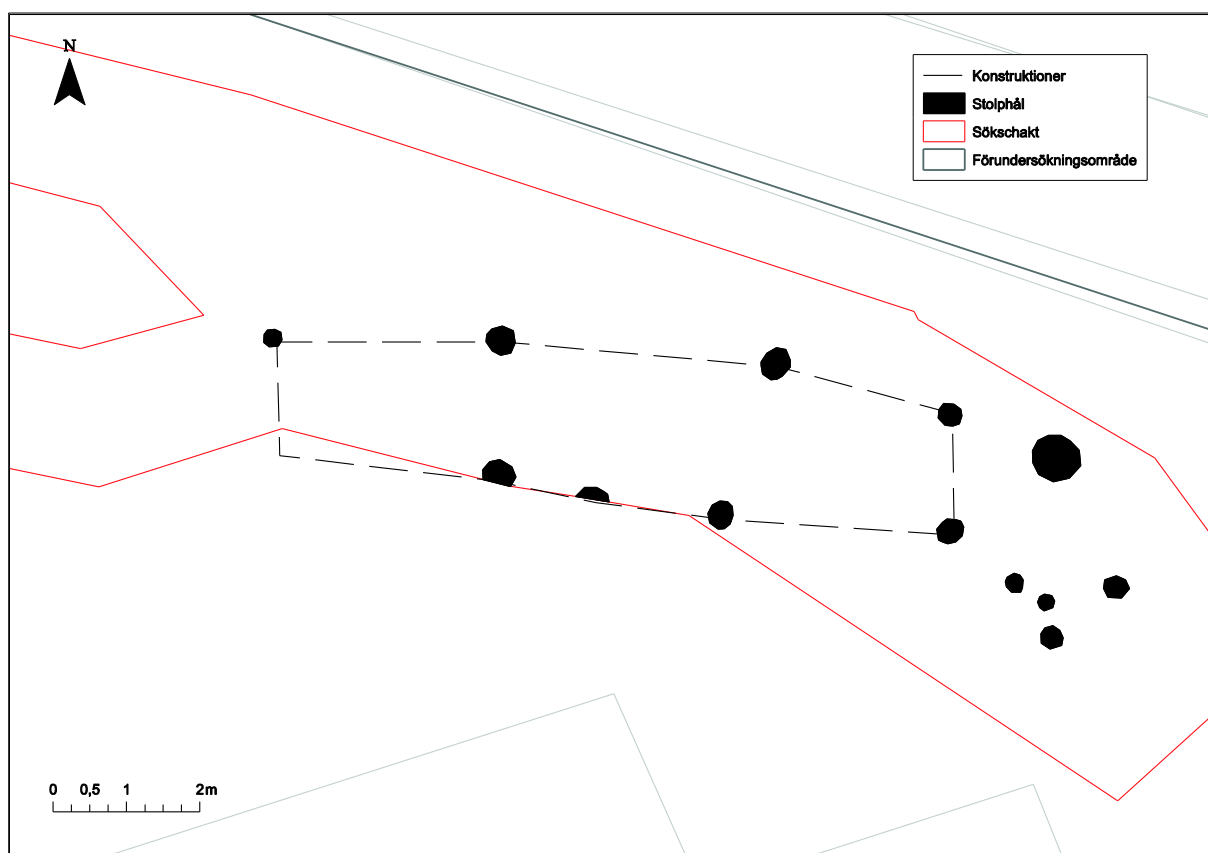 N
Konstruktioner
Stolphål
Sökschakt
Förundersökningsområde
0 0,5 1 2m